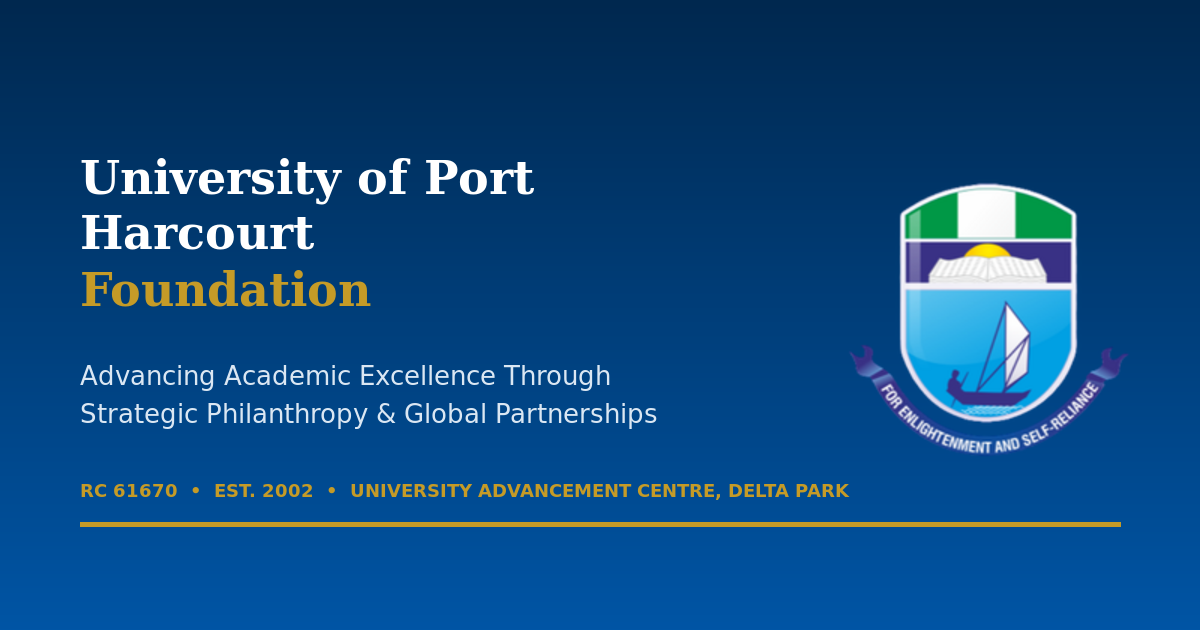 University of Port
Harcourt
Foundation
Advancing Academic Excellence Through
Strategic Philanthropy & Global Partnerships
RC 61670 • EST. 2002 • UNIVERSITY ADVANCEMENT CENTRE, DELTA PARK
FOR ENLIGHTENMENT AND SELF-RELIANCE